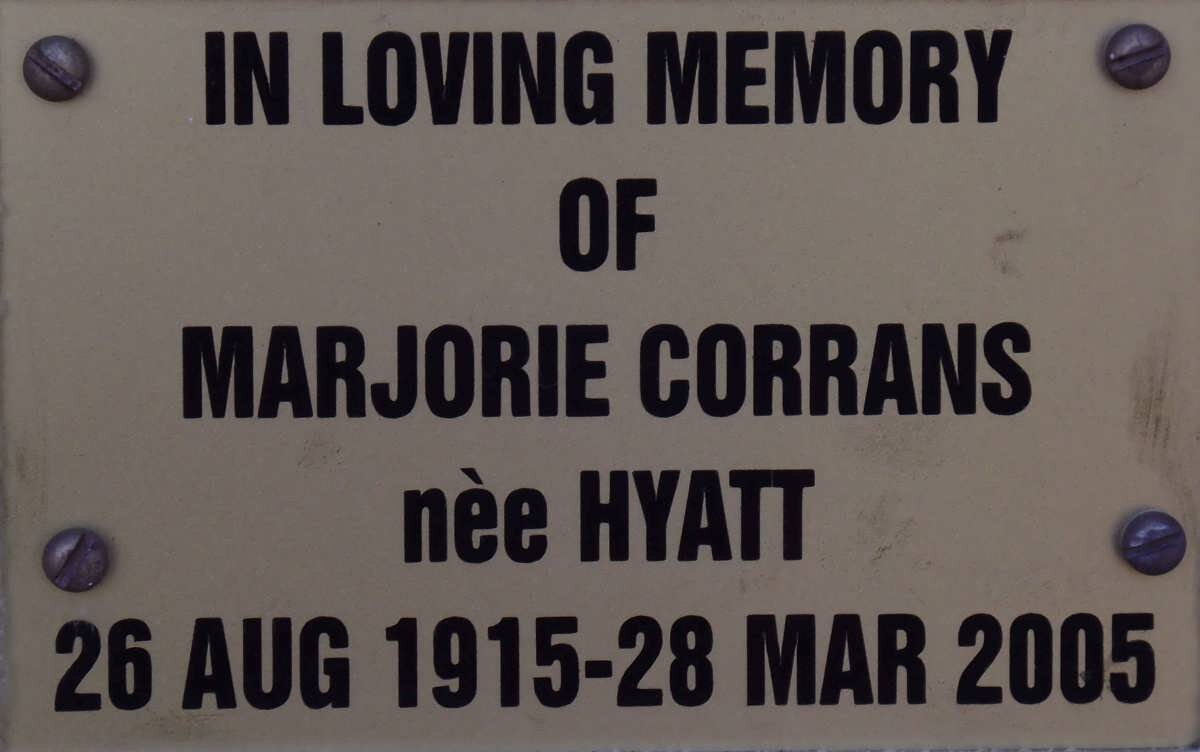 IN LOVING MEMORY
OF
MARJORIE CORRANS
nèe HYATT
26 AUG 1915-28 MAR 2005